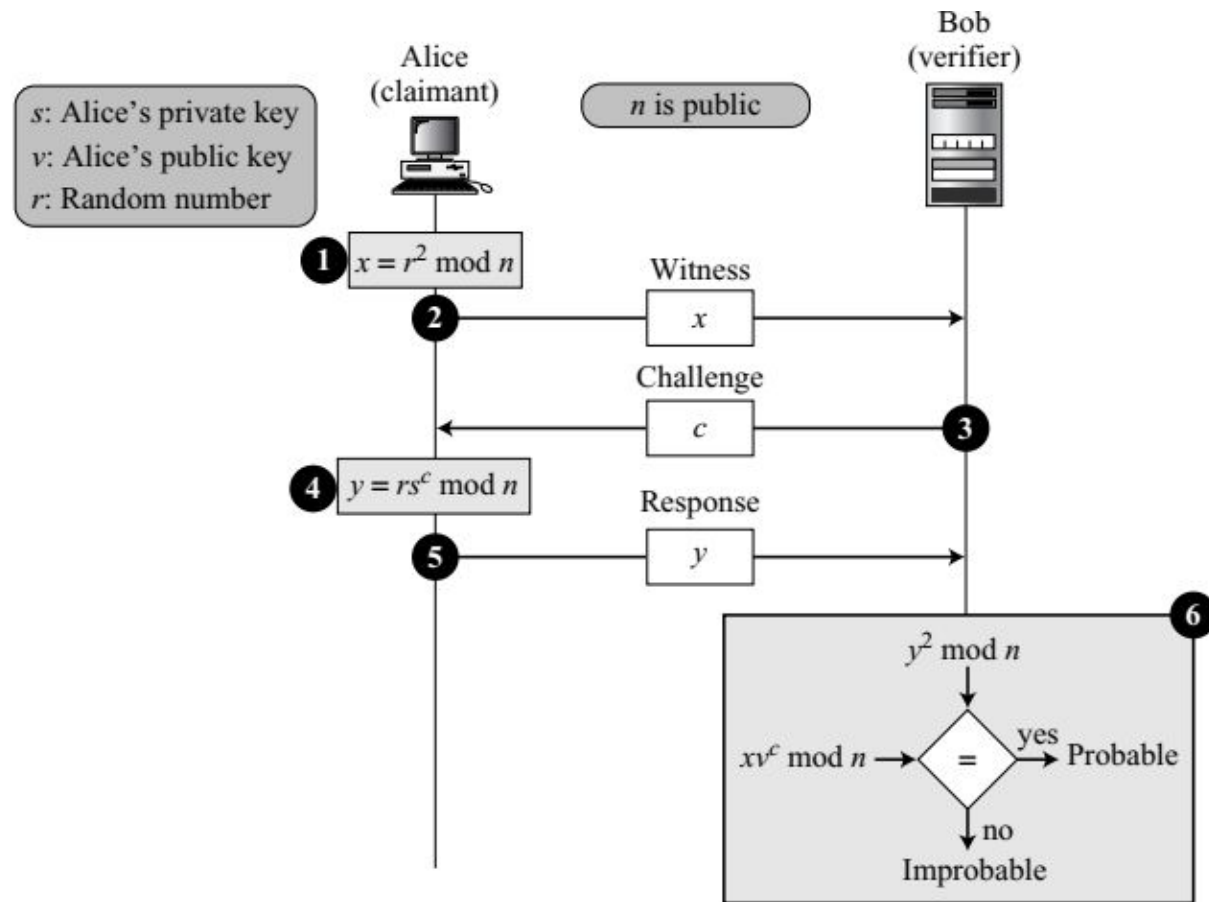 Alice
(claimant)
Bob
(verifier)
s: Alice's private key
v: Alice's public key
r: Random number
n is public
1
x = r² mod n
2
Witness
x
Challenge
c
3
4
y = rsᶜ mod n
Response
5
y
6
y² mod n
xvᶜ mod n
=
yes
Probable
no
Improbable